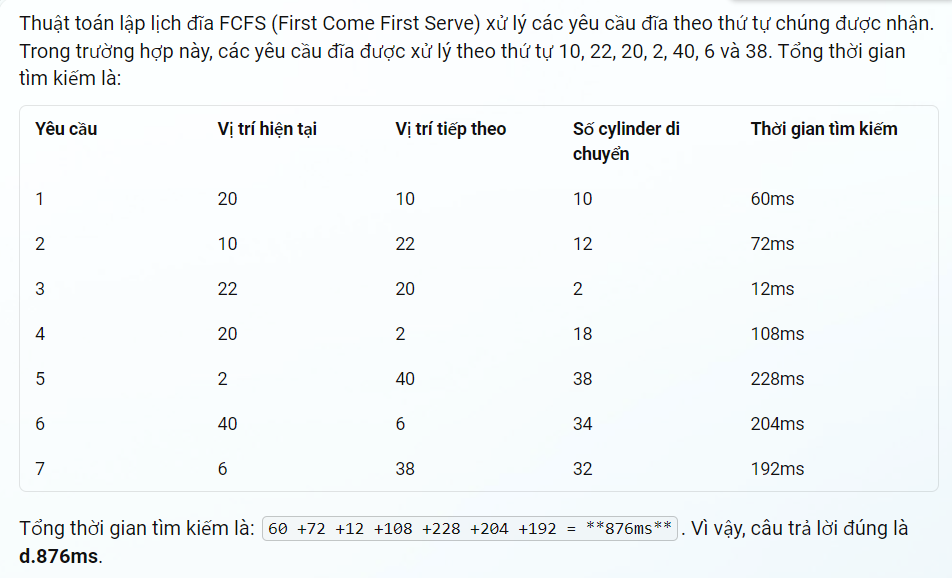 Thuật toán lập lịch đĩa FCFS (First Come First Serve) xử lý các yêu cầu đĩa theo thứ tự chúng được nhận.
Trong trường hợp này, các yêu cầu đĩa được xử lý theo thứ tự 10, 22, 20, 2, 40, 6 và 38. Tổng thời gian
tìm kiếm là:
Yêu cầu Vị trí hiện tại Vị trí tiếp theo Số cylinder di Thời gian tìm kiếm
chuyển
1 20 10 10 60ms
2 10 22 12 72ms
3 22 20 2 12ms
4 20 2 18 108ms
5 2 40 38 228ms
6 40 6 34 204ms
7 6 38 32 192ms
Tổng thời gian tìm kiếm là: 60 +72 +12 +108 +228 +204 +192 = **876ms** . Vì vậy, câu trả lời đúng là
d.876ms.